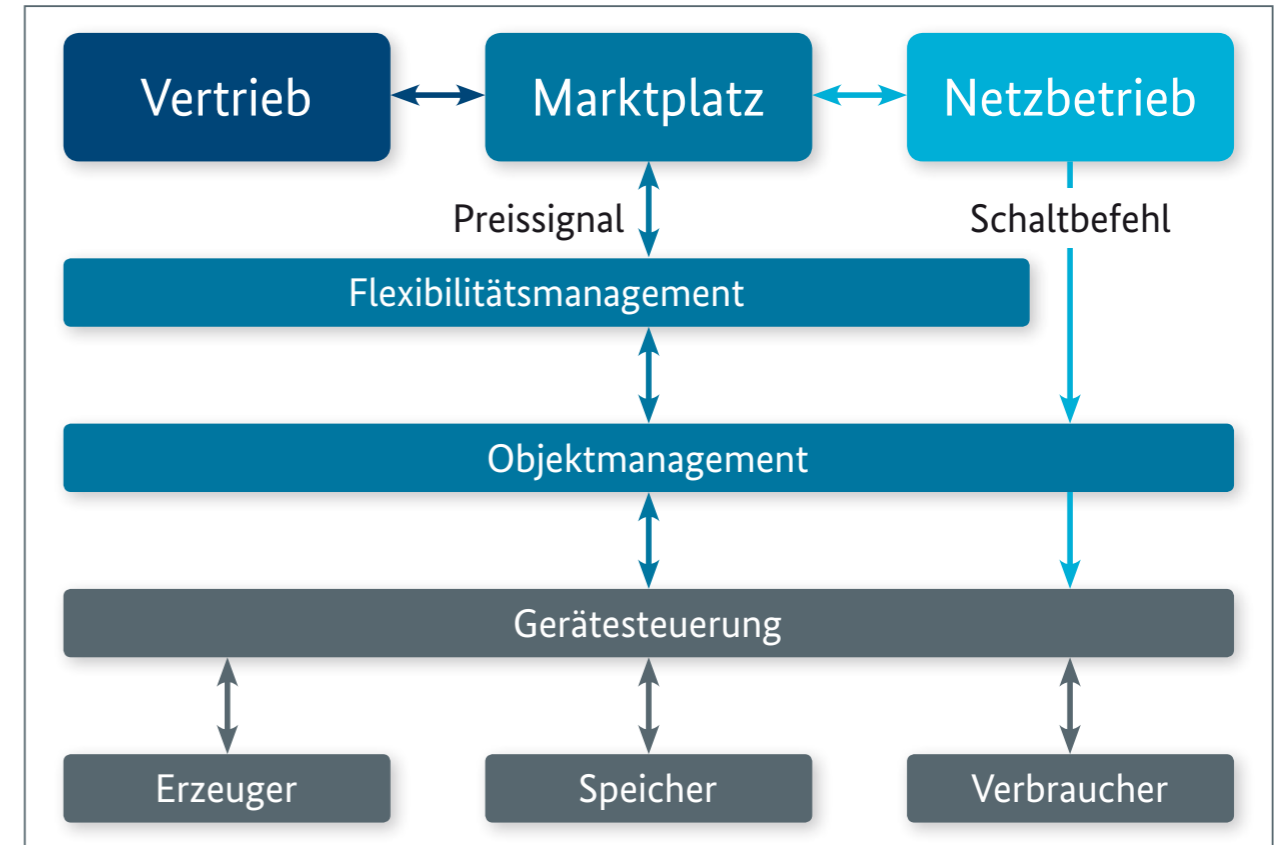 Vertrieb
Marktplatz
Netzbetrieb
Preissignal
Schaltbefehl
Flexibilitätsmanagement
Objektmanagement
Gerätesteuerung
Erzeuger
Speicher
Verbraucher